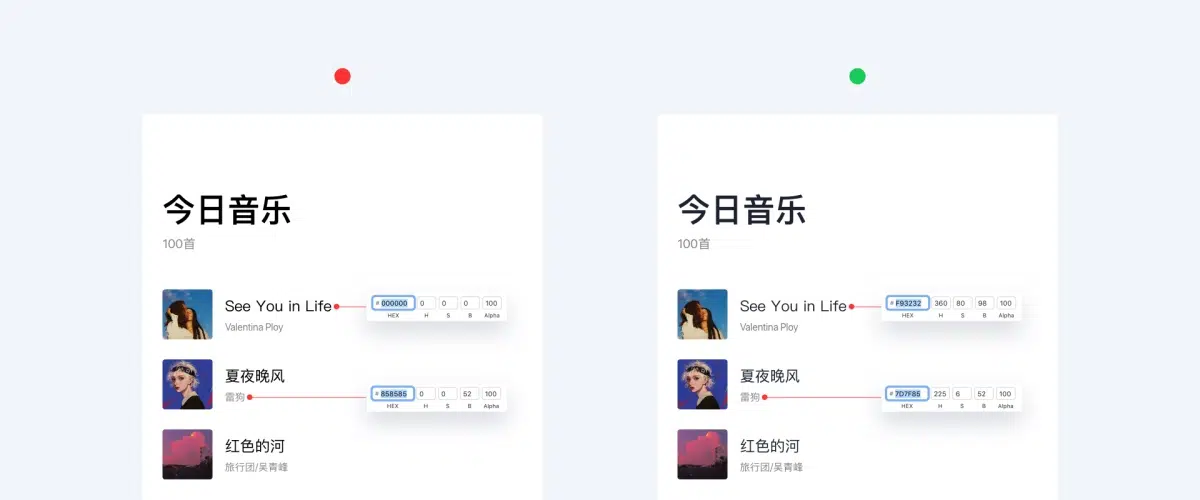 今日音乐
100首
See You in Life
Valentina Ploy
# 000000 0 0 0 100
HEX H S B Alpha
夏夜晚风
雷狗
# 858585 0 0 52 100
HEX H S B Alpha
红色的河
旅行团/吴青峰
今日音乐
100首
See You in Life
Valentina Ploy
# F93232 360 80 98 100
HEX H S B Alpha
夏夜晚风
雷狗
# 7D7F85 225 6 52 100
HEX H S B Alpha
红色的河
旅行团/吴青峰